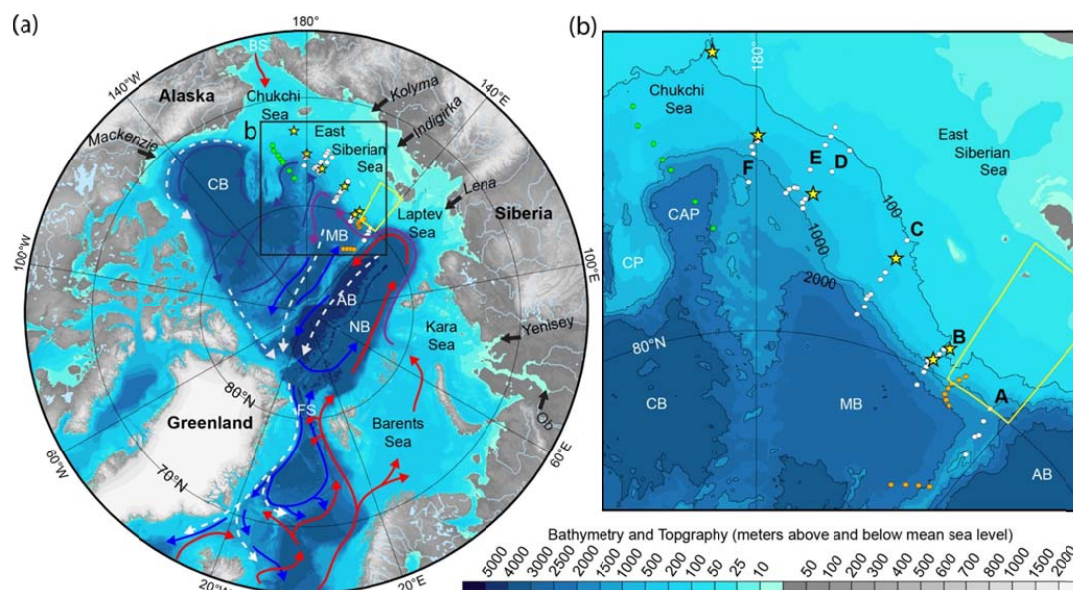 (a)
180°
BS
140°W
140°E
Alaska
Chukchi
Sea
Kolyma
Indigirka
b
East
Siberian
Sea
Mackenzie
Lena
CB
Laptev
Sea
Siberia
MB
100°W
100°E
AB
NB
Kara
Sea
Yenisey
80°N
Greenland
FS
Barents
Sea
Ob
60°W
60°E
70°N
20°W
20°E
(b)
180°
Chukchi
Sea
East
Siberian
Sea
E
D
F
CAP
100
C
1000
CP
2000
B
80°N
A
CB
MB
AB
Bathymetry and Topgraphy (meters above and below mean sea level)
5000 4000 3000 2000 1000 500 200 100 50 25 10 50 100 200 300 400 500 600 700 800 1000 1500 2000